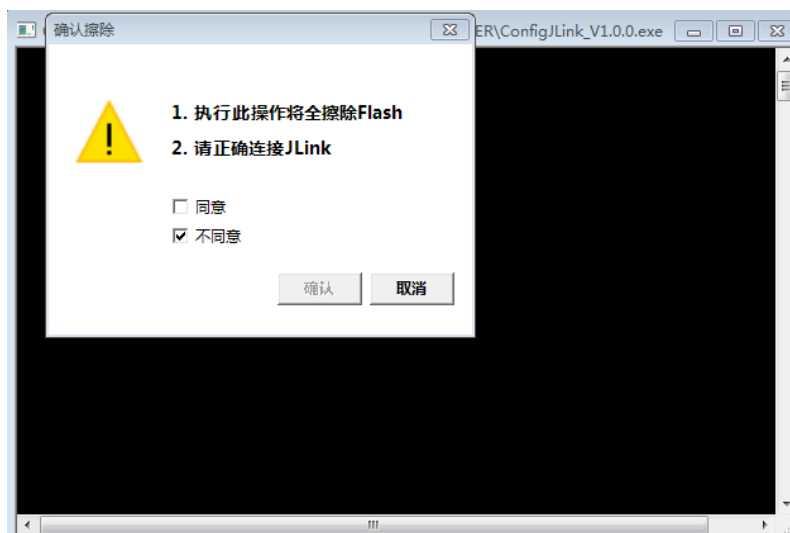 确认擦除
ER\ConfigJLink_V1.0.0.exe
1. 执行此操作将全擦除Flash
2. 请正确连接JLink
同意
不同意
确认
取消